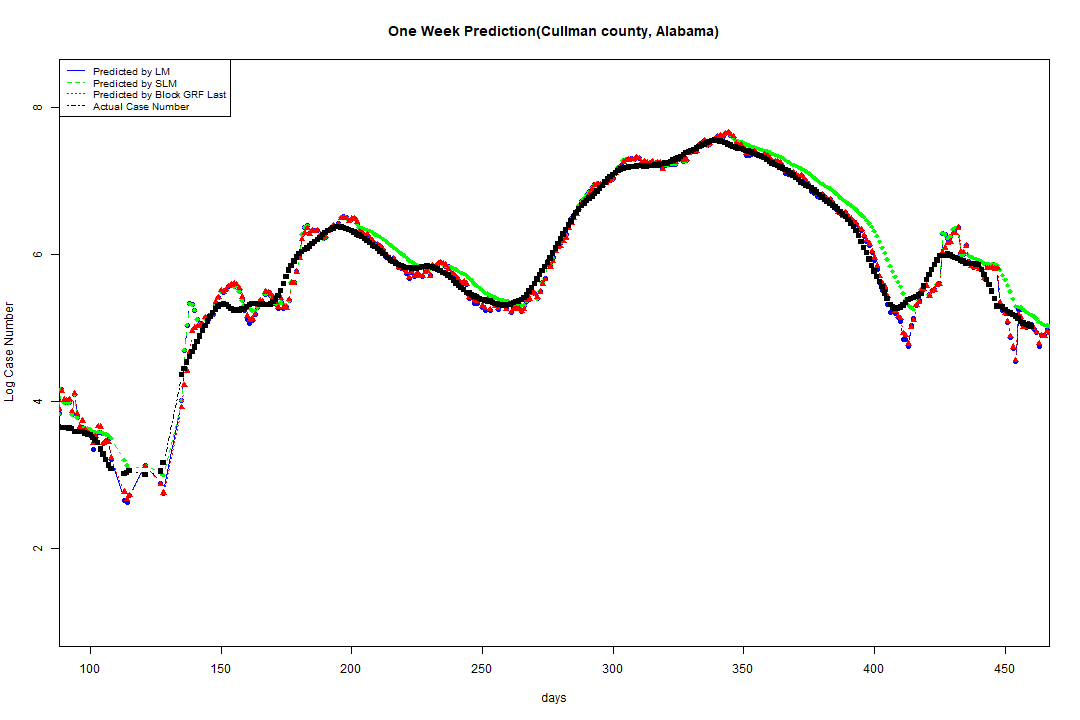 One Week Prediction(Cullman county, Alabama)
Predicted by LM
Predicted by SLM
Predicted by Block GRF Last
Actual Case Number
8
6
4
2
Log Case Number
100 150 200 250 300 350 400 450
days